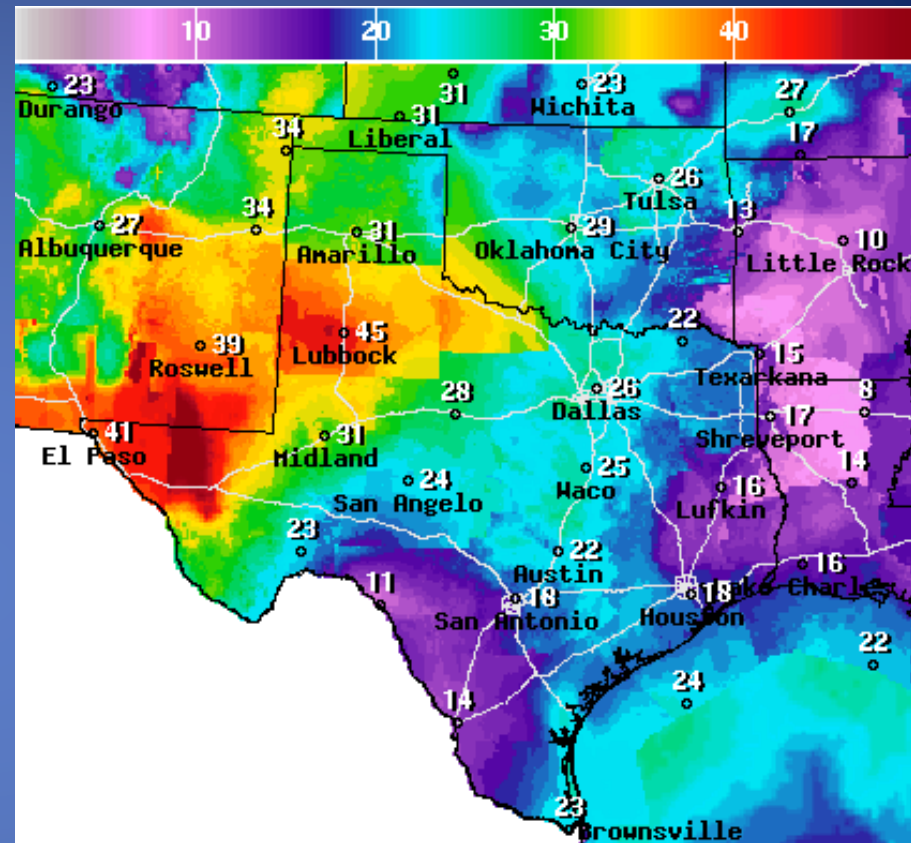 10 20 30 40
23
Durango
31
23
Wichita
27
31
Liberal
34
17
26
Tulsa
27
Albuquerque
34
31
Amarillo
29
Oklahoma City
13
10
Little Rock
39
Roswell
45
Lubbock
22
15
Texarkana
28
26
Dallas
17
Shreveport
8
41
El Paso
31
Midland
24
San Angelo
25
Waco
16
Lufkin
14
23
22
Austin
16
Lake Charles
11
18
San Antonio
18
Houston
22
24
14
23
Brownsville